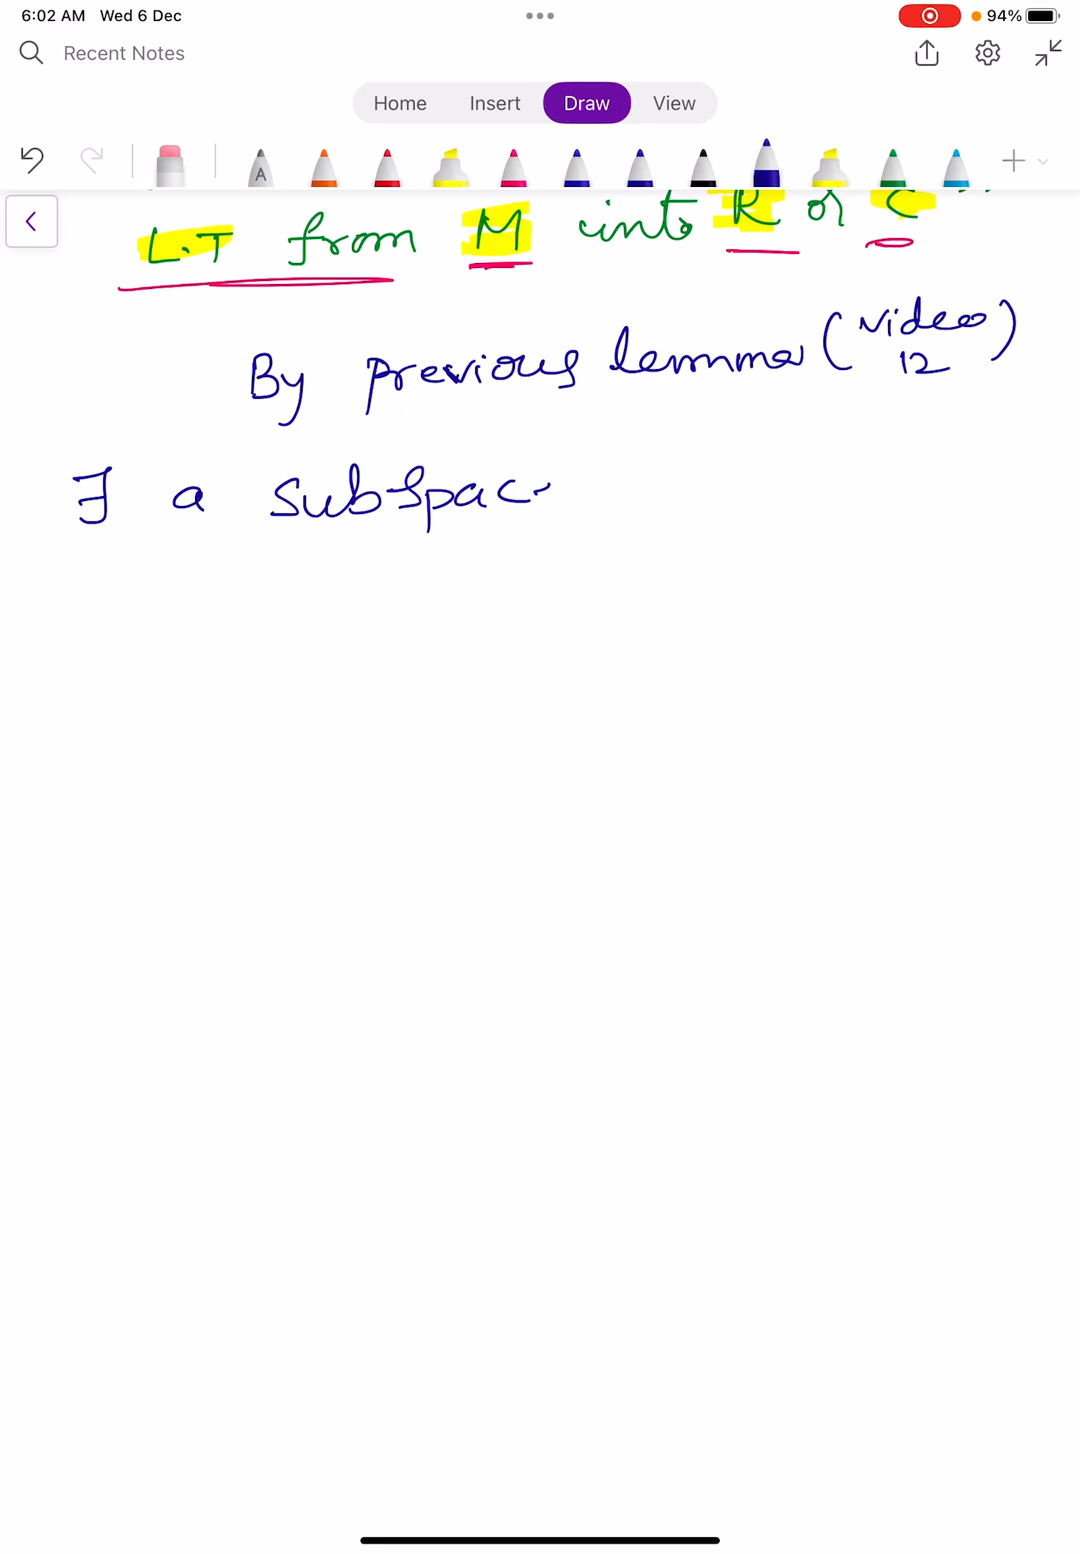 6:02 AM Wed 6 Dec
94%
Recent Notes
Home Insert Draw View
A
L.T from M into R or C
By previous lemma (video 12)
∃ a subspac